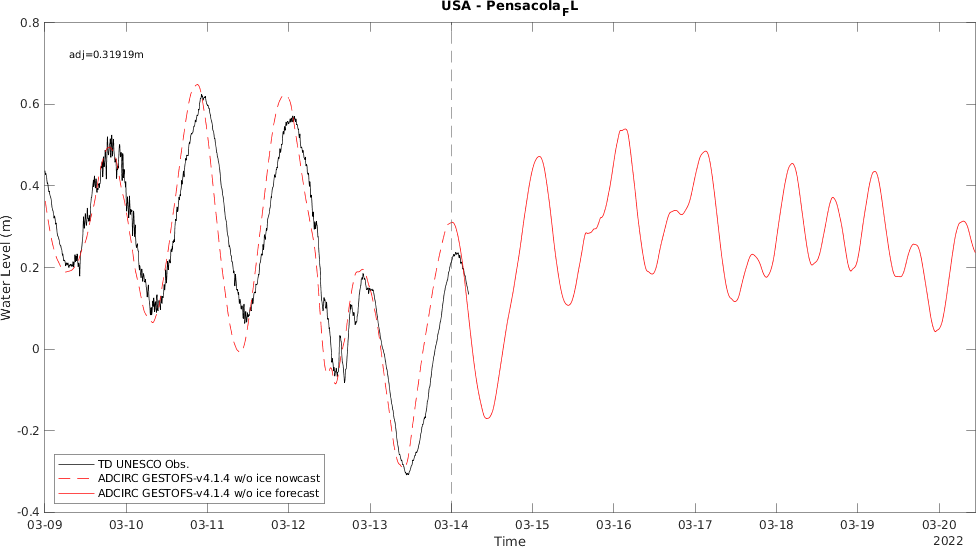 USA - Pensacola_FL
adj=0.31919m
0.8
0.6
0.4
0.2
0
-0.2
-0.4
Water Level (m)
TD UNESCO Obs.
ADCIRC GESTOFS-v4.1.4 w/o ice nowcast
ADCIRC GESTOFS-v4.1.4 w/o ice forecast
03-09 03-10 03-11 03-12 03-13 03-14 03-15 03-16 03-17 03-18 03-19 03-20
Time
2022